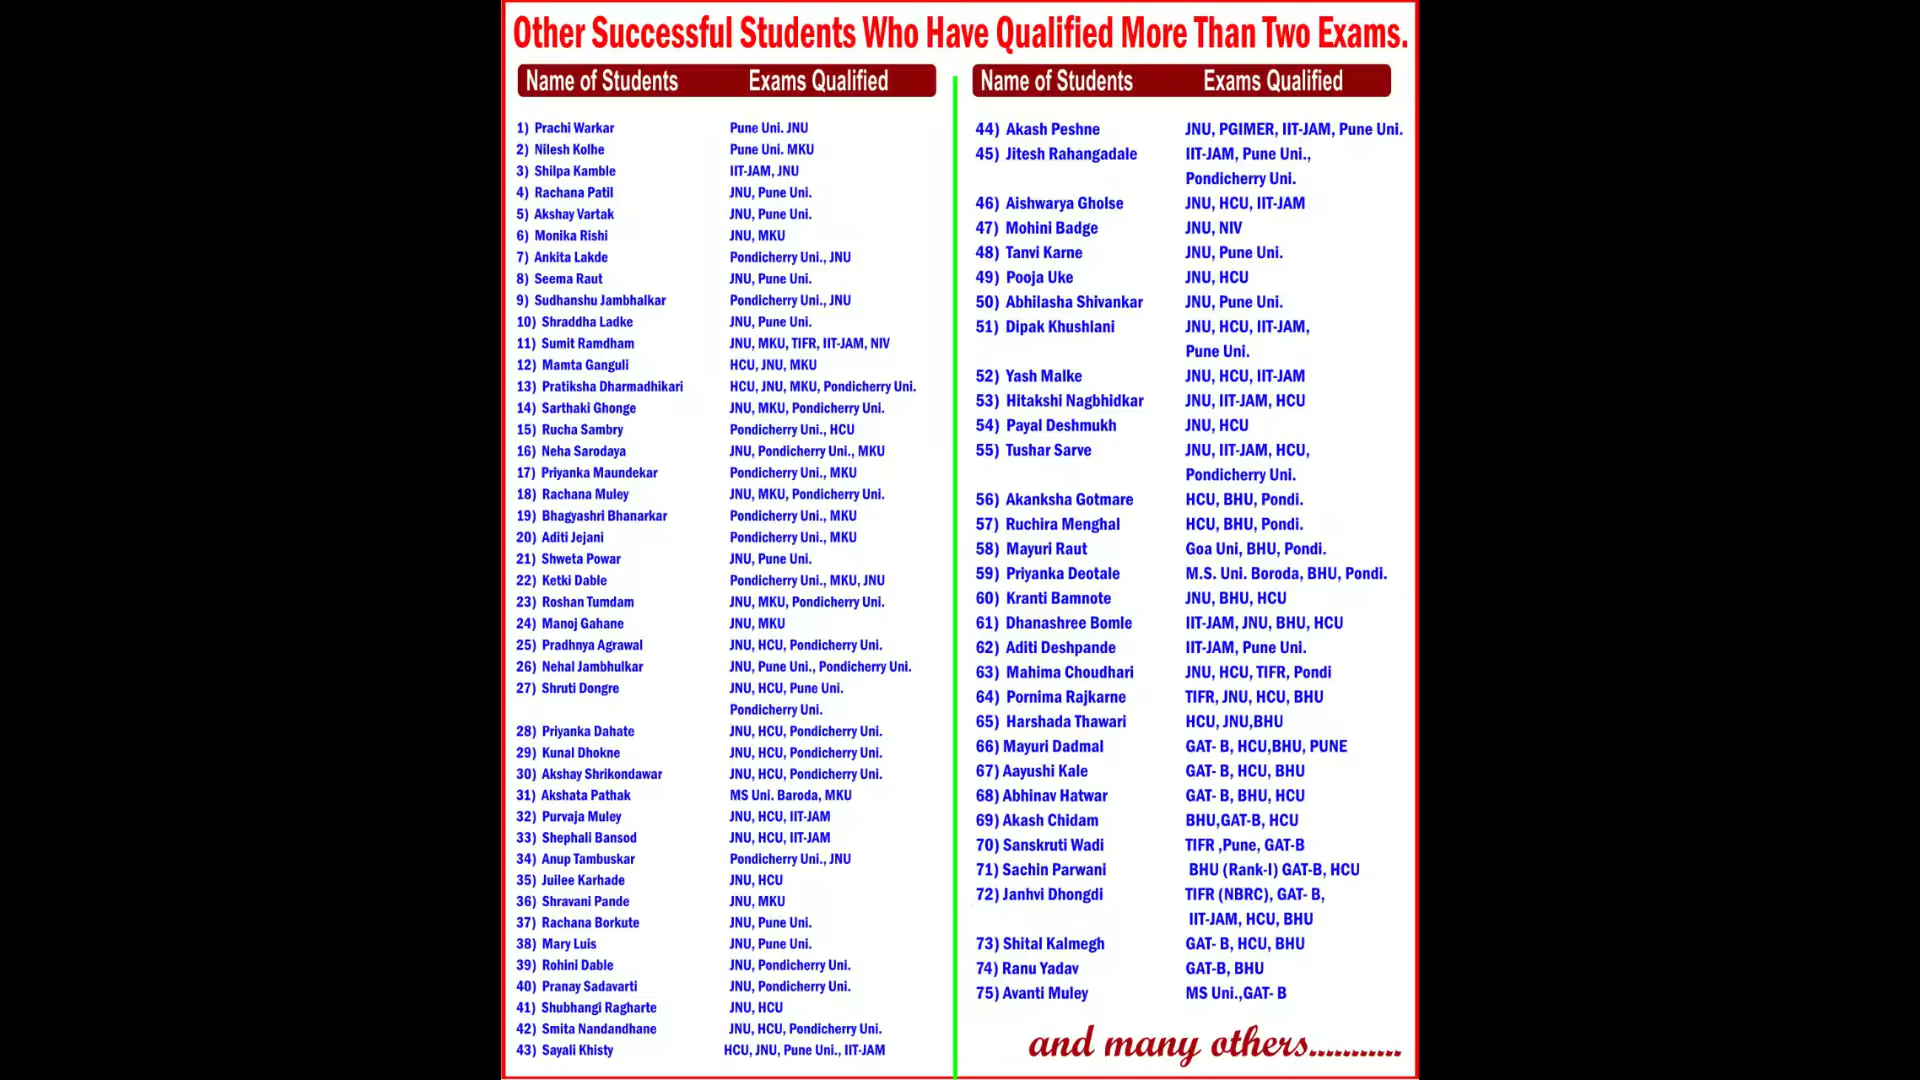 Other Successful Students Who Have Qualified More Than Two Exams.
Name of Students Exams Qualified
1) Prachi Warkar Pune Uni. JNU
2) Nilesh Kolhe Pune Uni. MKU
3) Shilpa Kamble IIT-JAM, JNU
4) Rachana Patil JNU, Pune Uni.
5) Akshay Vartak JNU, Pune Uni.
6) Monika Rishi JNU, MKU
7) Ankita Lakde Pondicherry Uni., JNU
8) Seema Raut JNU, Pune Uni.
9) Sudhanshu Jambhalkar Pondicherry Uni., JNU
10) Shraddha Ladke JNU, Pune Uni.
11) Sumit Ramdham JNU, MKU, TIFR, IIT-JAM, NIV
12) Mamta Ganguli HCU, JNU, MKU
13) Pratiksha Dharmadhikari HCU, JNU, MKU, Pondicherry Uni.
14) Sarthaki Ghonge JNU, MKU, Pondicherry Uni.
15) Rucha Sambry Pondicherry Uni., HCU
16) Neha Sarodaya JNU, Pondicherry Uni., MKU
17) Priyanka Maundekar Pondicherry Uni., MKU
18) Rachana Muley JNU, MKU, Pondicherry Uni.
19) Bhagyashri Bhanarkar Pondicherry Uni., MKU
20) Aditi Jejani Pondicherry Uni., MKU
21) Shweta Powar JNU, Pune Uni.
22) Ketki Dable Pondicherry Uni., MKU, JNU
23) Roshan Tumdam JNU, MKU, Pondicherry Uni.
24) Manoj Gahane JNU, MKU
25) Pradhnya Agrawal JNU, HCU, Pondicherry Uni.
26) Nehal Jambhulkar JNU, Pune Uni., Pondicherry Uni.
27) Shruti Dongre JNU, HCU, Pune Uni.
Pondicherry Uni.
28) Priyanka Dahate JNU, HCU, Pondicherry Uni.
29) Kunal Dhokne JNU, HCU, Pondicherry Uni.
30) Akshay Shrikondawar JNU, HCU, Pondicherry Uni.
31) Akshata Pathak MS Uni. Baroda, MKU
32) Purvaja Muley JNU, HCU, IIT-JAM
33) Shephali Bansod JNU, HCU, IIT-JAM
34) Anup Tambuskar Pondicherry Uni., JNU
35) Juilee Karhade JNU, HCU
36) Shravani Pande JNU, MKU
37) Rachana Borkute JNU, Pune Uni.
38) Mary Luis JNU, Pune Uni.
39) Rohini Dable JNU, Pondicherry Uni.
40) Pranay Sadavarti JNU, Pondicherry Uni.
41) Shubhangi Ragharte JNU, HCU
42) Smita Nandandhane JNU, HCU, Pondicherry Uni.
43) Sayali Khisty HCU, JNU, Pune Uni., IIT-JAM
Name of Students Exams Qualified
44) Akash Peshne JNU, PGIMER, IIT-JAM, Pune Uni.
45) Jitesh Rahangadale IIT-JAM, Pune Uni.,
Pondicherry Uni.
46) Aishwarya Gholse JNU, HCU, IIT-JAM
47) Mohini Badge JNU, NIV
48) Tanvi Karne JNU, Pune Uni.
49) Pooja Uke JNU, HCU
50) Abhilasha Shivankar JNU, Pune Uni.
51) Dipak Khushlani JNU, HCU, IIT-JAM,
Pune Uni.
52) Yash Malke JNU, HCU, IIT-JAM
53) Hitakshi Nagbhidkar JNU, IIT-JAM, HCU
54) Payal Deshmukh JNU, HCU
55) Tushar Sarve JNU, IIT-JAM, HCU,
Pondicherry Uni.
56) Akanksha Gotmare HCU, BHU, Pondi.
57) Ruchira Menghal HCU, BHU, Pondi.
58) Mayuri Raut Goa Uni, BHU, Pondi.
59) Priyanka Deotale M.S. Uni. Boroda, BHU, Pondi.
60) Kranti Bamnote JNU, BHU, HCU
61) Dhanashree Bomle IIT-JAM, JNU, BHU, HCU
62) Aditi Deshpande IIT-JAM, Pune Uni.
63) Mahima Choudhari JNU, HCU, TIFR, Pondi
64) Pornima Rajkarne TIFR, JNU, HCU, BHU
65) Harshada Thawari HCU, JNU,BHU
66) Mayuri Dadmal GAT- B, HCU,BHU, PUNE
67) Aayushi Kale GAT- B, HCU, BHU
68) Abhinav Hatwar GAT- B, BHU, HCU
69) Akash Chidam BHU,GAT-B, HCU
70) Sanskruti Wadi TIFR ,Pune, GAT-B
71) Sachin Parwani BHU (Rank-I) GAT-B, HCU
72) Janhvi Dhongdi TIFR (NBRC), GAT- B,
IIT-JAM, HCU, BHU
73) Shital Kalmegh GAT- B, HCU, BHU
74) Ranu Yadav GAT-B, BHU
75) Avanti Muley MS Uni.,GAT- B
and many others...........